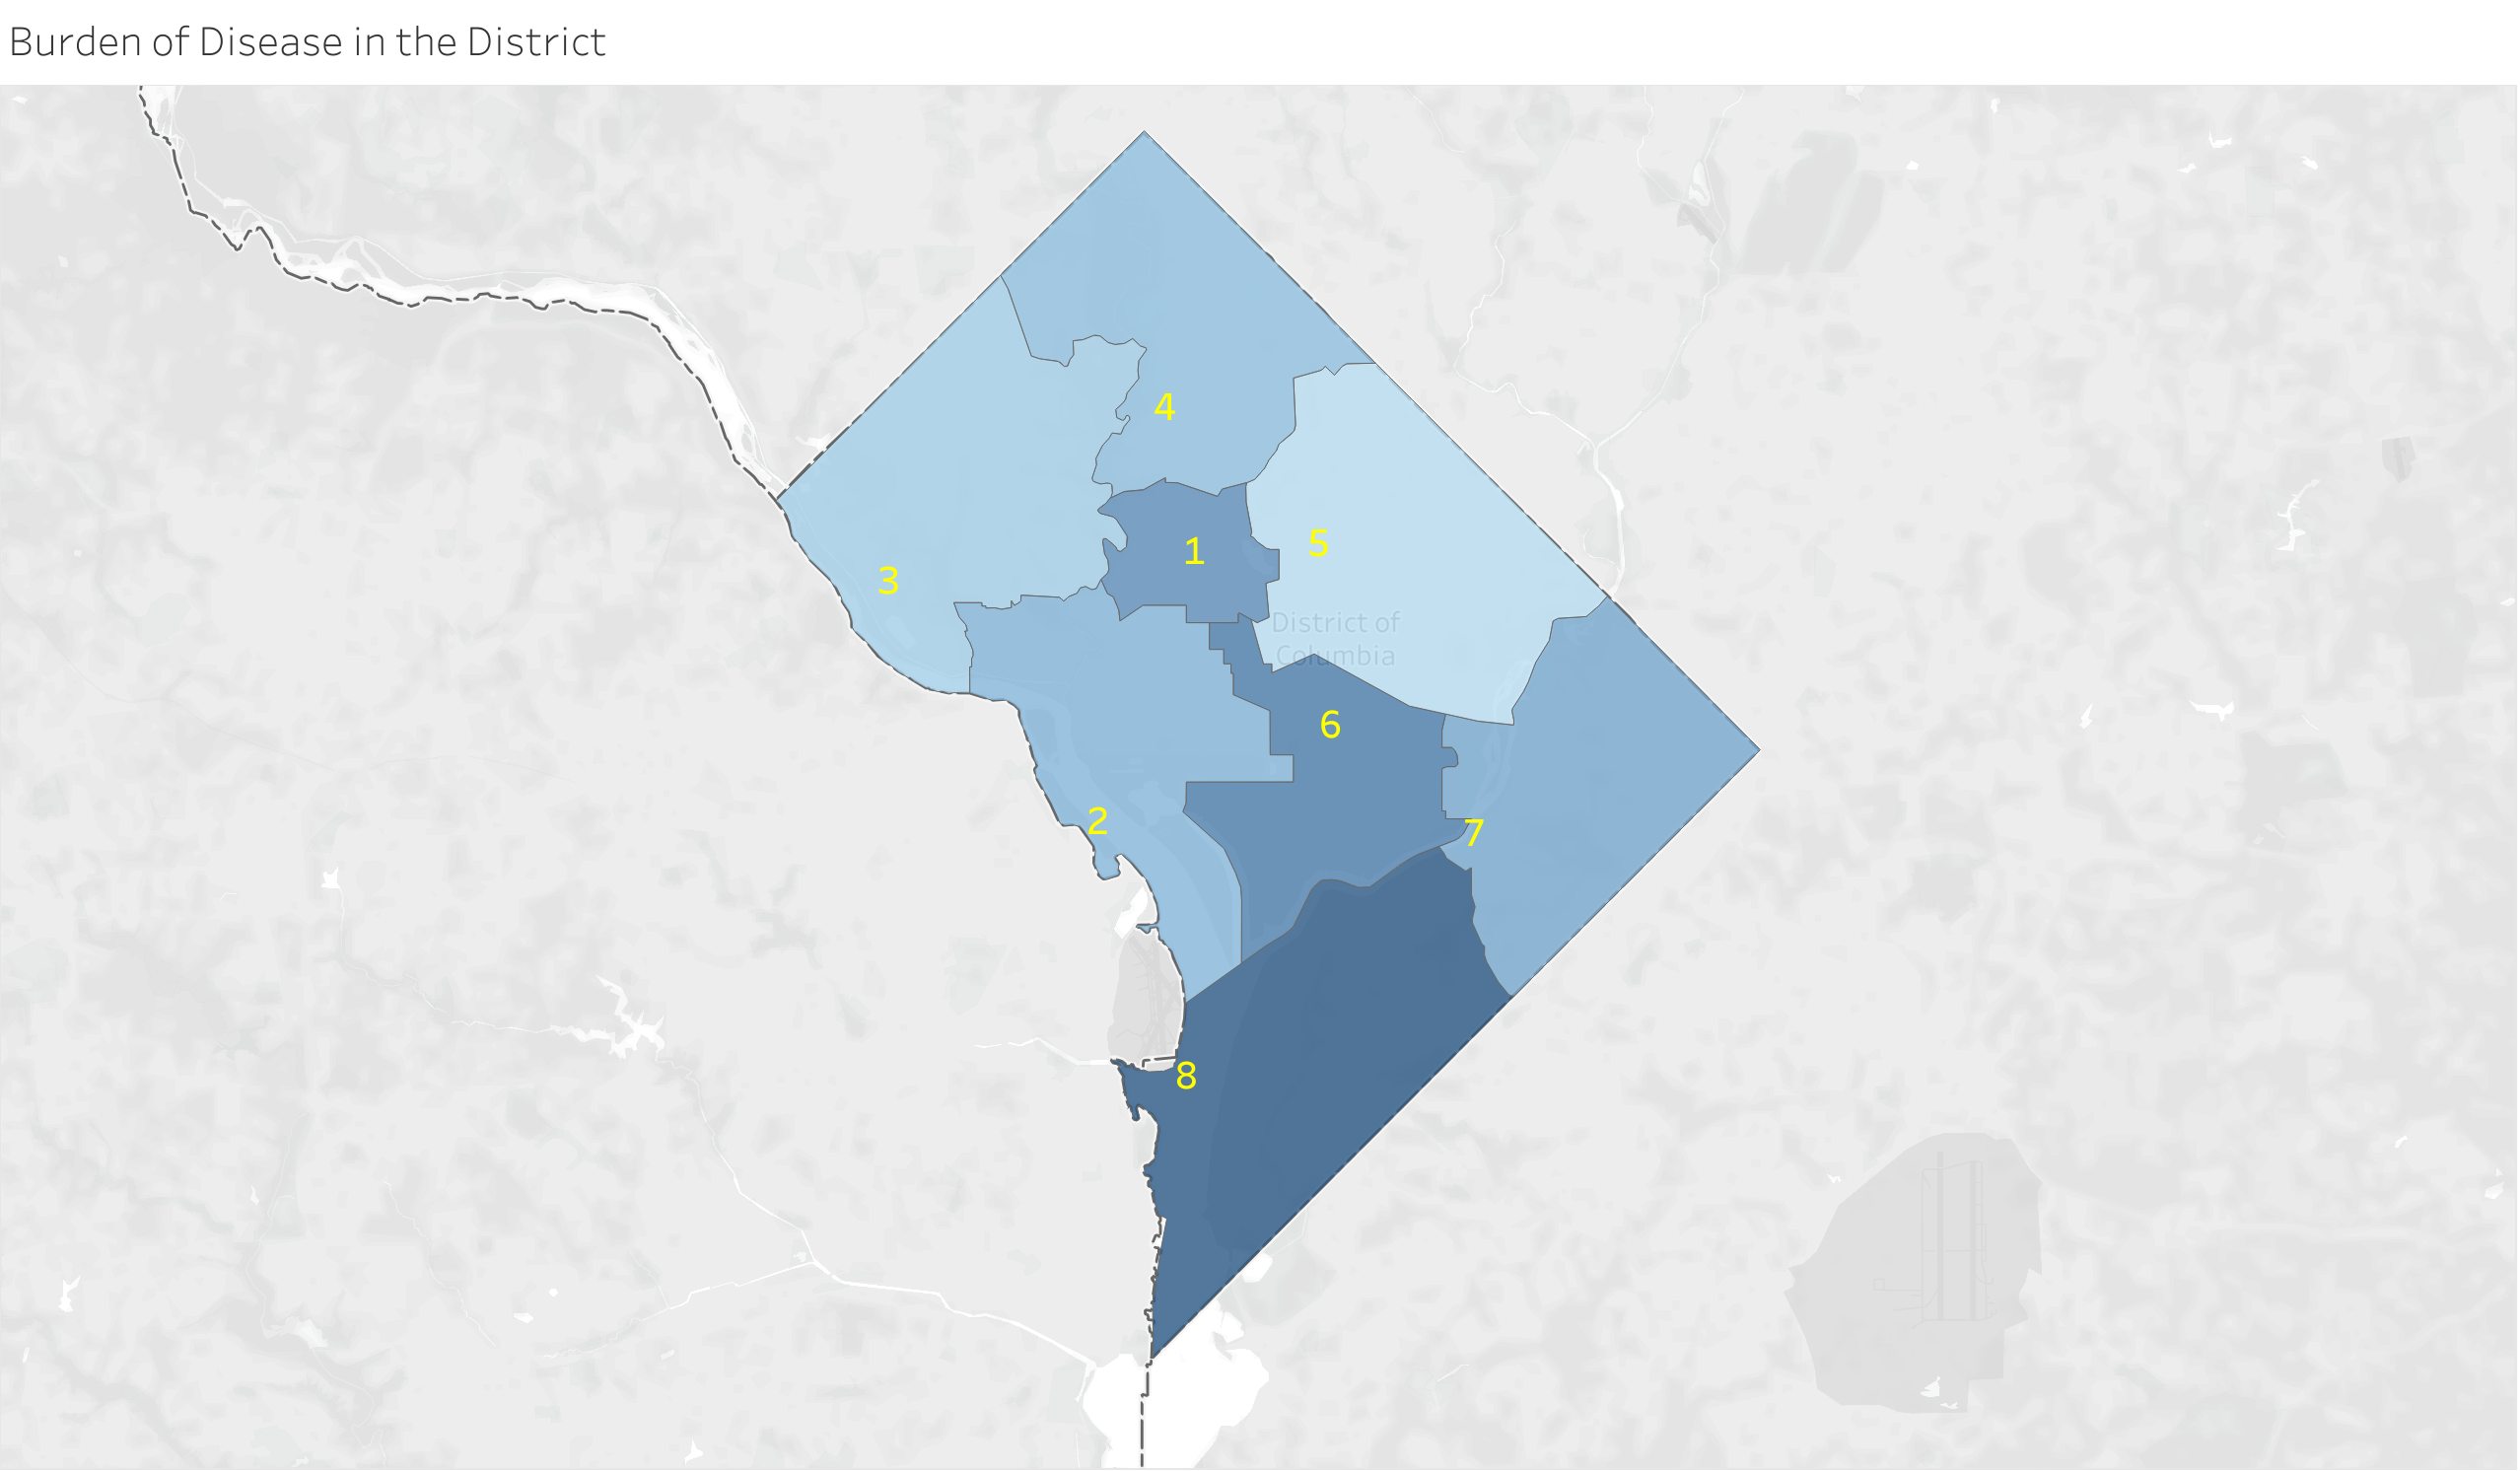 Burden of Disease in the District
4
5
1
3
District of
Columbia
6
2
7
8